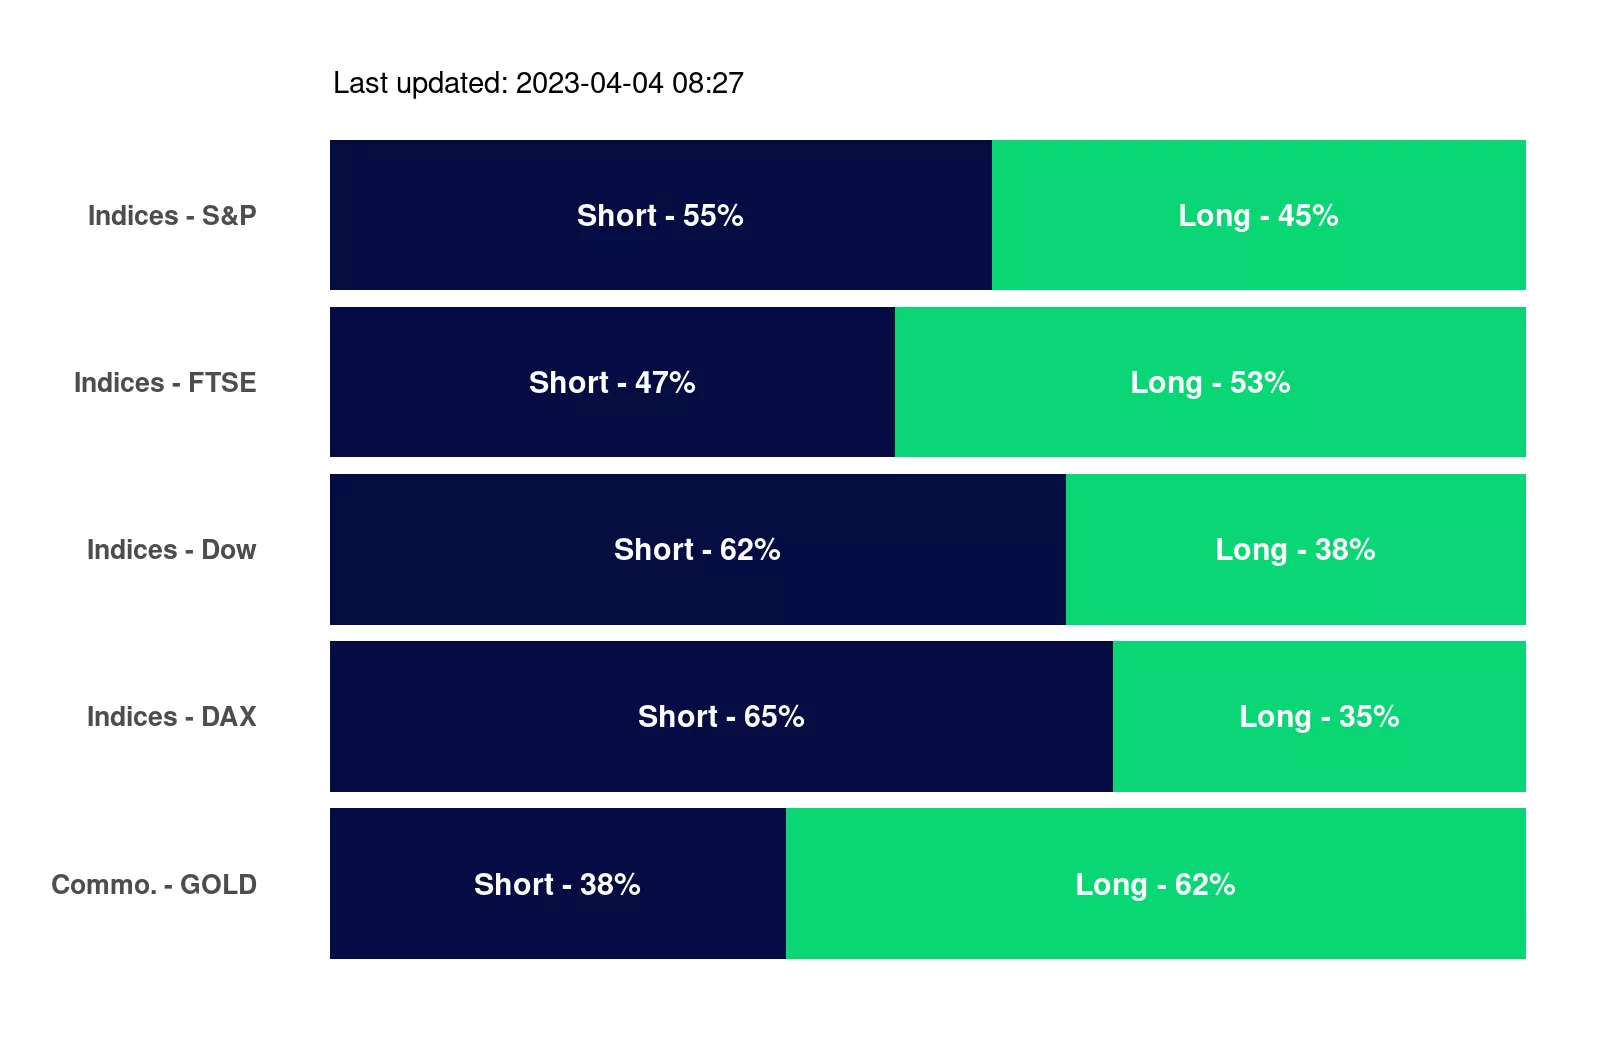 Last updated: 2023-04-04 08:27
Indices - S&P Short - 55% Long - 45%
Indices - FTSE Short - 47% Long - 53%
Indices - Dow Short - 62% Long - 38%
Indices - DAX Short - 65% Long - 35%
Commo. - GOLD Short - 38% Long - 62%